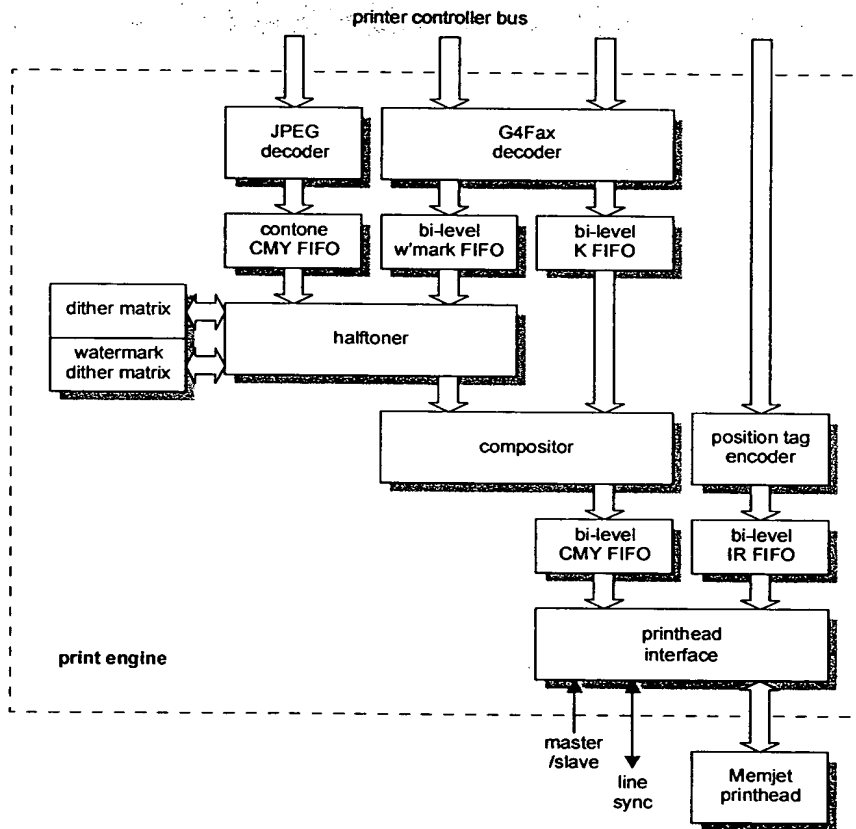 printer controller bus
JPEG
decoder
G4Fax
decoder
contone
CMY FIFO
bi-level
w'mark FIFO
bi-level
K FIFO
dither matrix
watermark
dither matrix
halftoner
compositor
position tag
encoder
bi-level
CMY FIFO
bi-level
IR FIFO
printhead
interface
print engine
master
/slave
line
sync
Memjet
printhead